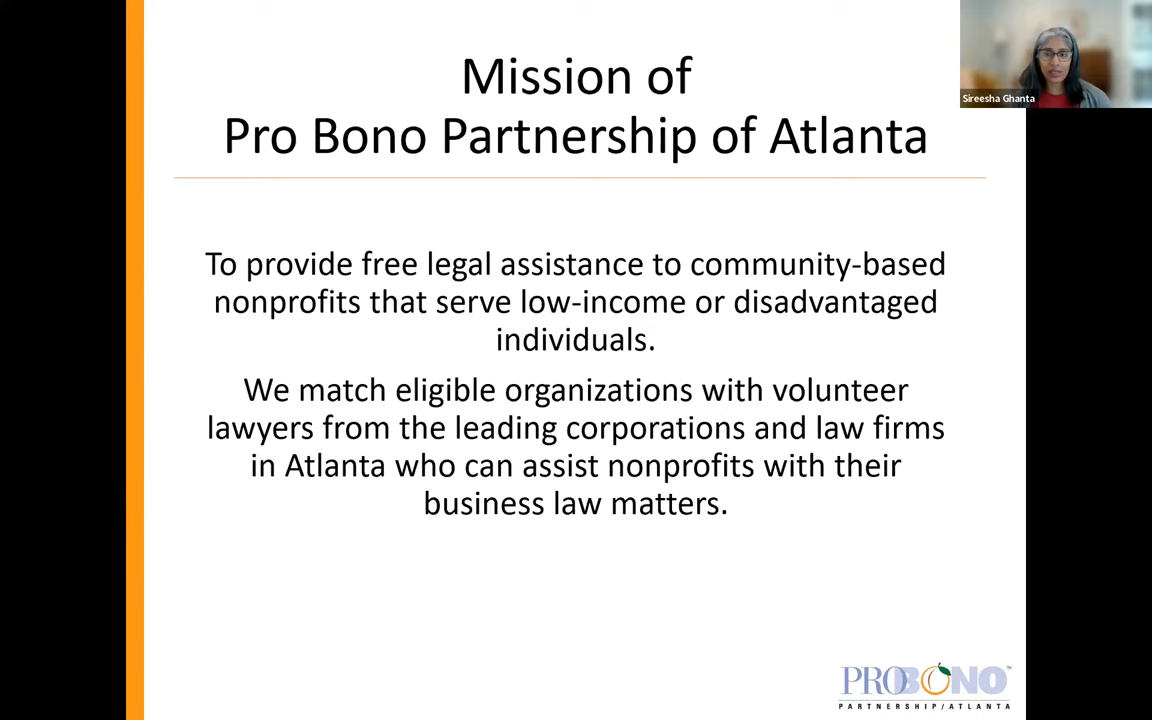 Mission of
Pro Bono Partnership of Atlanta
Sireesha Ghanta
To provide free legal assistance to community-based
nonprofits that serve low-income or disadvantaged
individuals.
We match eligible organizations with volunteer
lawyers from the leading corporations and law firms
in Atlanta who can assist nonprofits with their
business law matters.
PROBONO™
PARTNERSHIP/ATLANTA